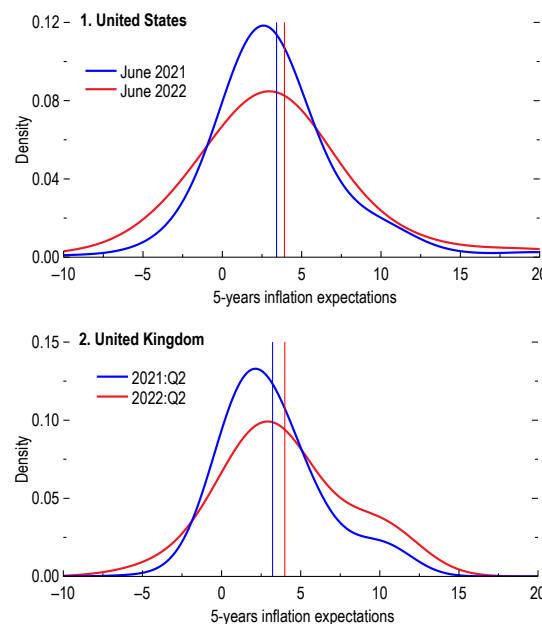 1. United States
June 2021
June 2022
Density
0.12
0.08
0.04
0.00
–10
–5
0
5
10
15
20
5-years inflation expectations
2. United Kingdom
2021:Q2
2022:Q2
Density
0.15
0.10
0.05
0.00
–10
–5
0
5
10
15
20
5-years inflation expectations